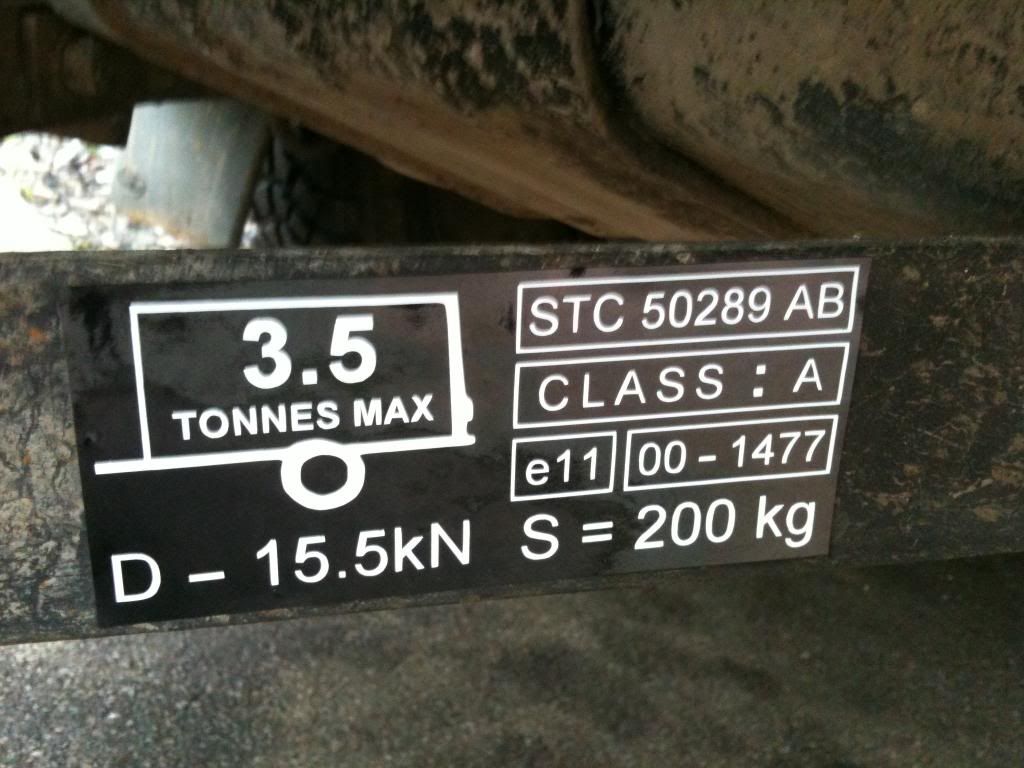 3.5
TONNES MAX
D - 15.5kN
STC 50289 AB
CLASS : A
e11 00 - 1477
S = 200 kg